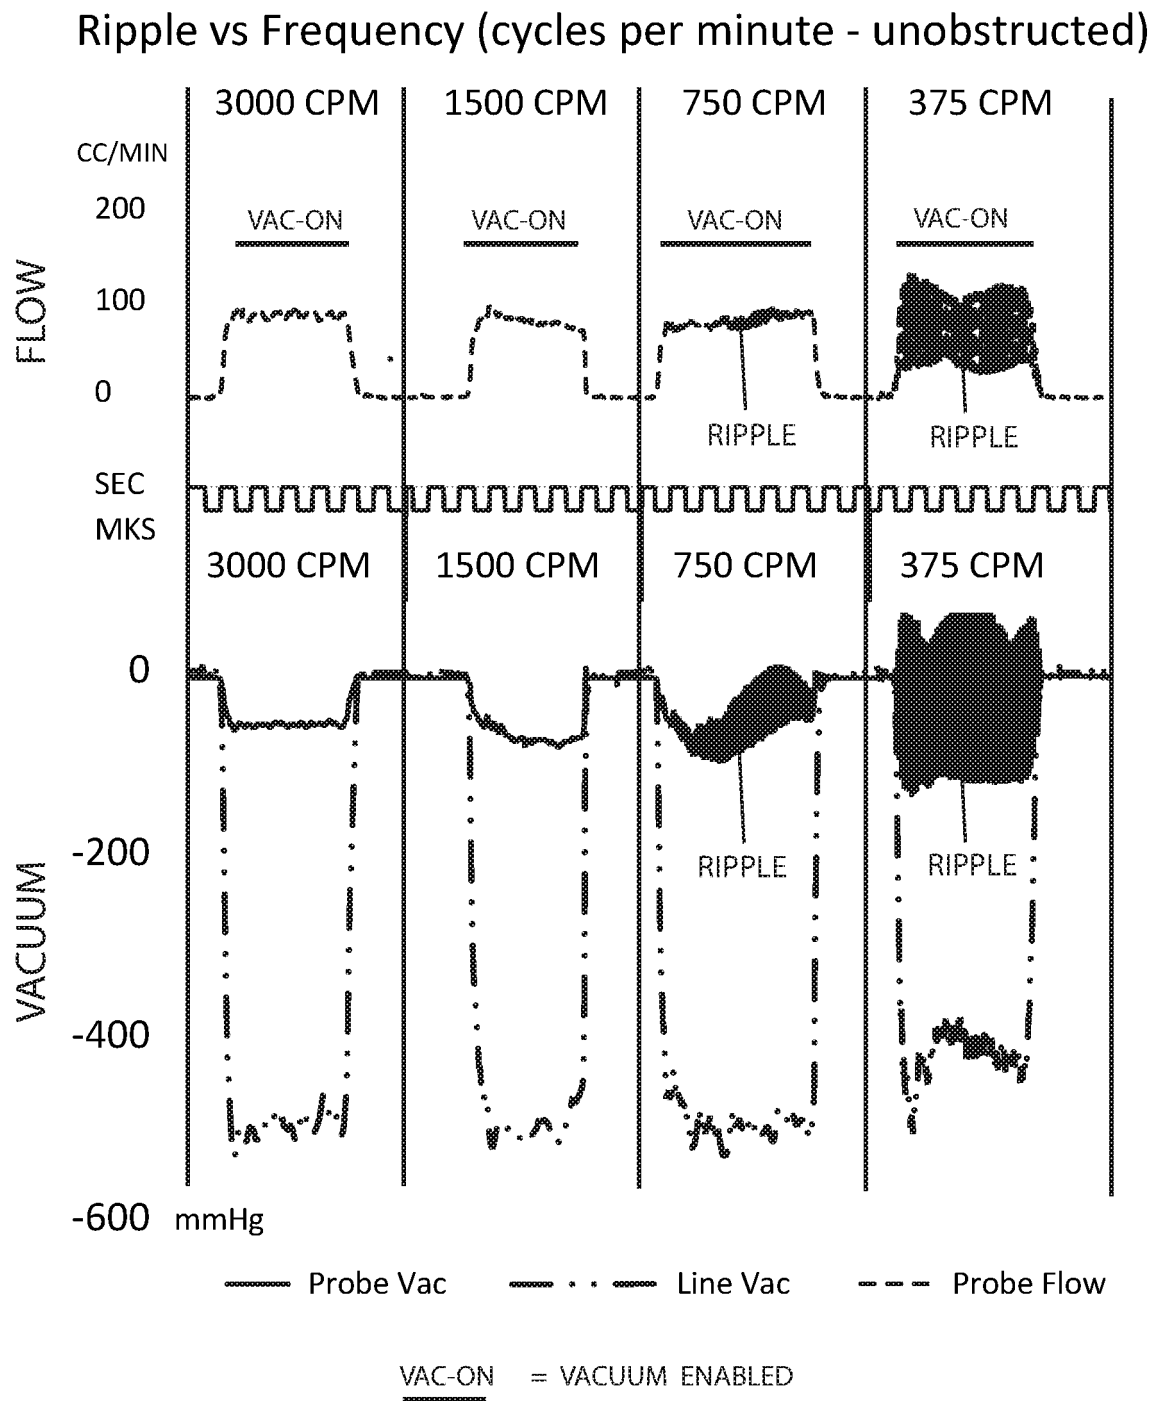 Ripple vs Frequency (cycles per minute - unobstructed)
3000 CPM 1500 CPM 750 CPM 375 CPM
CC/MIN
200
VAC-ON VAC-ON VAC-ON VAC-ON
FLOW
100
0
RIPPLE RIPPLE
SEC
MKS
3000 CPM 1500 CPM 750 CPM 375 CPM
0
-200
RIPPLE RIPPLE
VACUUM
-400
-600 mmHg
Probe Vac Line Vac Probe Flow
VAC-ON = VACUUM ENABLED